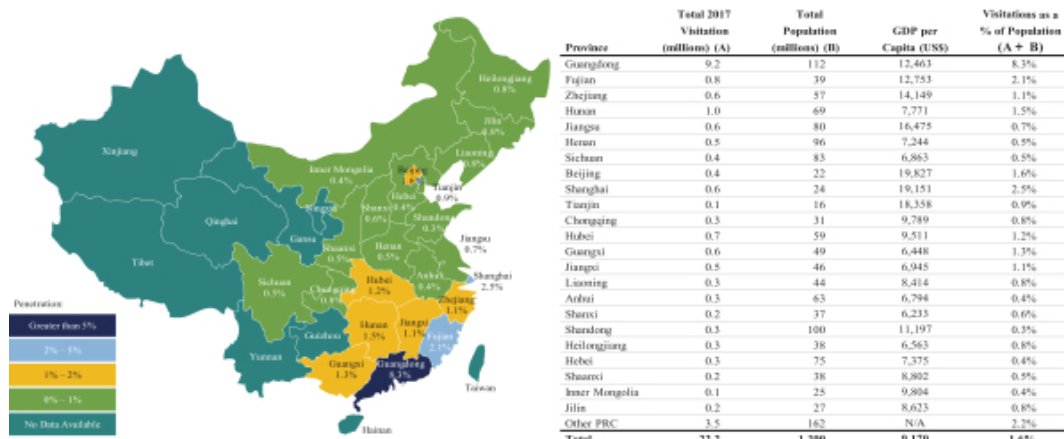 Heilongjiang
0.8%
Jilin
0.8%
Liaoning
0.8%
Xinjiang
Inner Mongolia
0.4%
Beijing
1.6%
Tianjin
0.9%
Hebei
0.4%
Shanxi
0.6%
Ningxia
Shandong
0.3%
Qinghai
Gansu
Jiangsu
0.7%
Shaanxi
0.5%
Henan
0.5%
Tibet
Shanghai
2.5%
Anhui
0.4%
Hubei
1.2%
Sichuan
0.5%
Chongqing
0.8%
Zhejiang
1.1%
Hunan
1.5%
Jiangxi
1.1%
Guizhou
Fujian
2.1%
Yunnan
Guangxi
1.3%
Guangdong
8.3%
Taiwan
Hainan
Penetration:
Greater than 5%
2% – 5%
1% – 2%
0% – 1%
No Data Available
Total 2017 Total Visitations as a
Visitation Population GDP per % of Population
Province (millions) (A) (millions) (B) Capita (US$) (A + B)
Guangdong 9.2 112 12,463 8.3%
Fujian 0.8 39 12,753 2.1%
Zhejiang 0.6 57 14,149 1.1%
Hunan 1.0 69 7,771 1.5%
Jiangsu 0.6 80 16,475 0.7%
Henan 0.5 96 7,244 0.5%
Sichuan 0.4 83 6,863 0.5%
Beijing 0.4 22 19,827 1.6%
Shanghai 0.6 24 19,151 2.5%
Tianjin 0.1 16 18,358 0.9%
Chongqing 0.3 31 9,789 0.8%
Hubei 0.7 59 9,511 1.2%
Guangxi 0.6 49 6,448 1.3%
Jiangxi 0.5 46 6,945 1.1%
Liaoning 0.3 44 8,414 0.8%
Anhui 0.3 63 6,794 0.4%
Shanxi 0.2 37 6,233 0.6%
Shandong 0.3 100 11,197 0.3%
Heilongjiang 0.3 38 6,563 0.8%
Hebei 0.3 75 7,375 0.4%
Shaanxi 0.2 38 8,802 0.5%
Inner Mongolia 0.1 25 9,804 0.4%
Jilin 0.2 27 8,623 0.8%
Other PRC 3.5 162 N/A 2.2%
Total 22.2 1,390 9,170 1.6%